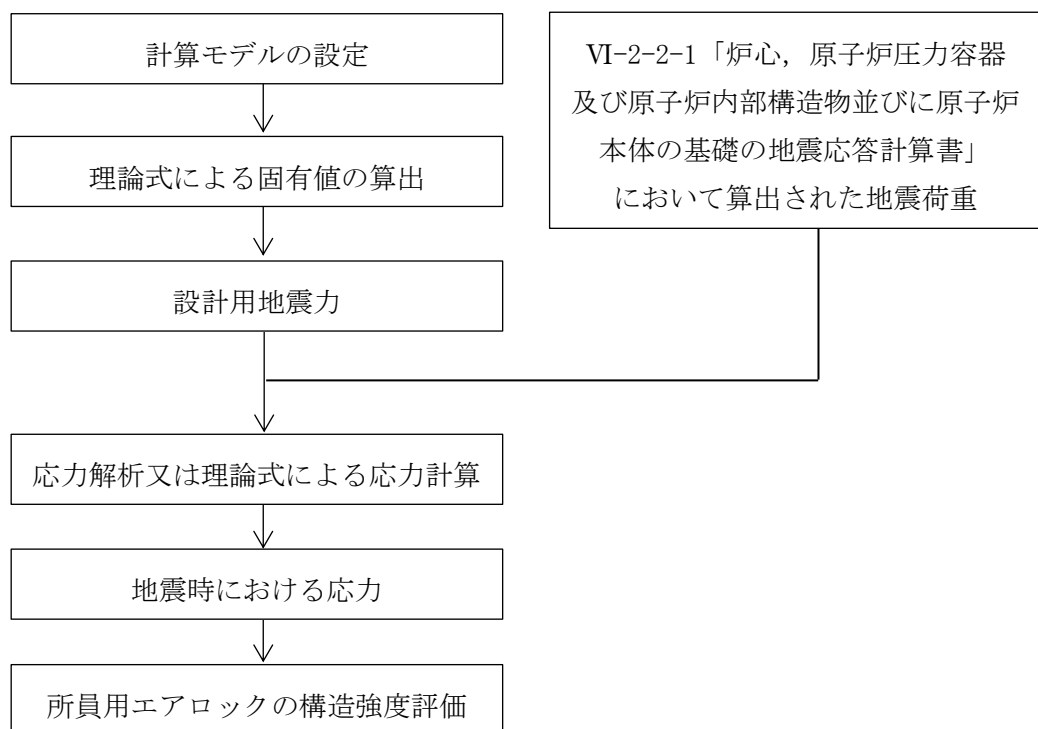 計算モデルの設定
理論式による固有値の算出
設計用地震力
Ⅵ-2-2-1「炉心，原子炉圧力容器
及び原子炉内部構造物並びに原子炉
本体の基礎の地震応答計算書」
において算出された地震荷重
応力解析又は理論式による応力計算
地震時における応力
所員用エアロックの構造強度評価